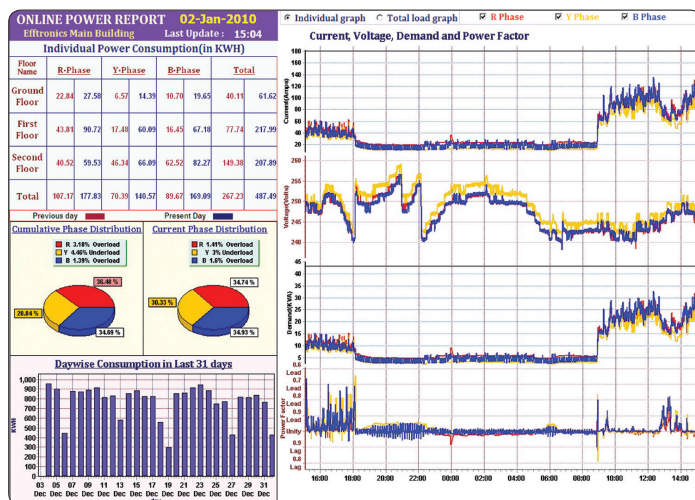 ONLINE POWER REPORT 02-Jan-2010
Efftronics Main Building Last Update : 15:04
Individual Power Consumption(in KWH)
Floor Name R-Phase Y-Phase B-Phase Total
Ground Floor 22.84 27.58 6.57 14.39 10.70 19.65 40.11 61.62
First Floor 43.81 90.72 17.48 60.09 16.45 67.18 77.74 217.99
Second Floor 40.52 59.53 46.34 66.09 62.52 82.27 149.38 207.89
Total 107.17 177.83 70.39 140.57 89.67 169.09 267.23 487.49
Previous day Present Day
Cumulative Phase Distribution
R 3.18% Overload
Y 4.46% Underload
B 1.39% Overload
36.48 %
34.69 %
Current Phase Distribution
R 1.41% Overload
Y 3% Underload
B 1.6% Overload
34.74 %
30.33 %
34.93 %
Daywise Consumption in Last 31 days
KWH
1,000
900
800
700
600
500
400
300
200
100
0
03 05 07 09 11 13 15 17 19 21 23 25 27 29 31
Dec Dec Dec Dec Dec Dec Dec Dec Dec Dec Dec Dec Dec Dec Dec
Individual graph Total load graph R Phase Y Phase B Phase
Current, Voltage, Demand and Power Factor
Current(Amps)
180
160
140
120
100
80
60
40
20
0
Voltage(Volts)
260
255
250
245
240
45
Demand(KVA)
40
35
30
25
20
15
10
5
0.6
Power Factor
Lead
0.7
Lead
0.8
Lead
0.9
Lead
Unity
0.9
Lag
0.8
Lag
16:00 18:00 20:00 22:00 00:00 02:00 04:00 06:00 08:00 10:00 12:00 14:00